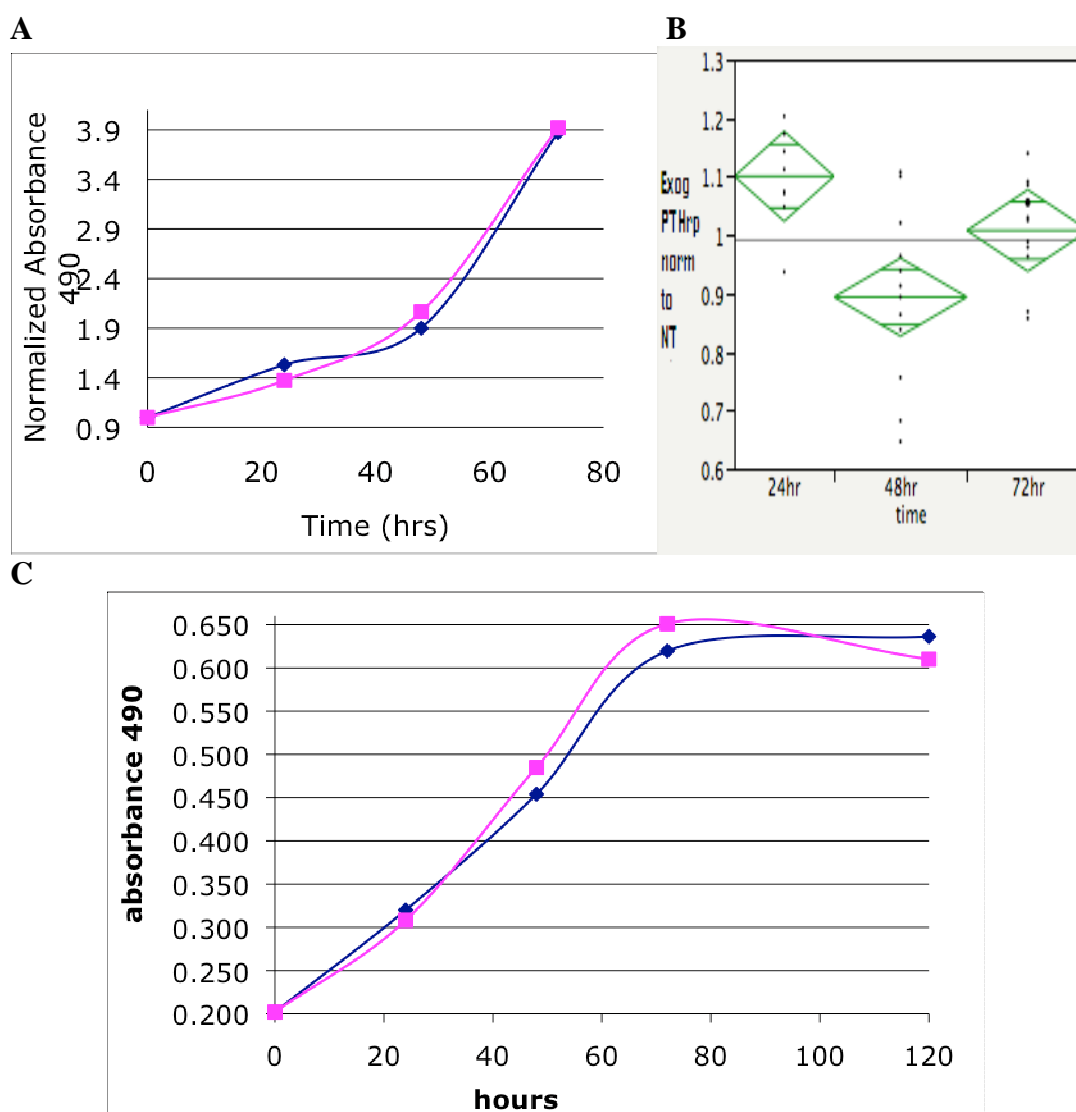 A
Normalized Absorbance
490
3.9
3.4
2.9
2.4
1.9
1.4
0.9
0 20 40 60 80
Time (hrs)
B
Exog
PTHrp
norm
to
NT
1.3
1.2
1.1
1
0.9
0.8
0.7
0.6
24hr 48hr 72hr
time
C
absorbance 490
0.650
0.600
0.550
0.500
0.450
0.400
0.350
0.300
0.250
0.200
0 20 40 60 80 100 120
hours